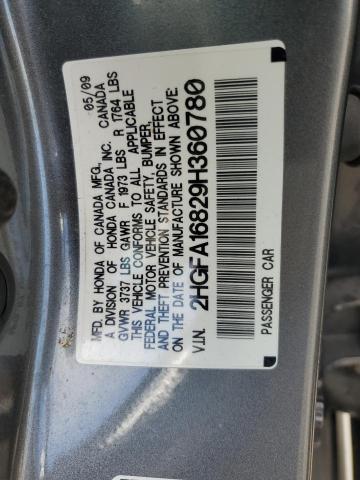 MFD. BY HONDA OF CANADA MFG., 05/09
A DIVISION OF HONDA CANADA INC. CANADA
GVWR 3737 LBS GAWR F 1973 LBS R 1764 LBS
THIS VEHICLE CONFORMS TO ALL APPLICABLE
FEDERAL MOTOR VEHICLE SAFETY, BUMPER,
AND THEFT PREVENTION STANDARDS IN EFFECT
ON THE DATE OF MANUFACTURE SHOWN ABOVE:
V.I.N. 2HGFA16829H360780
PASSENGER CAR